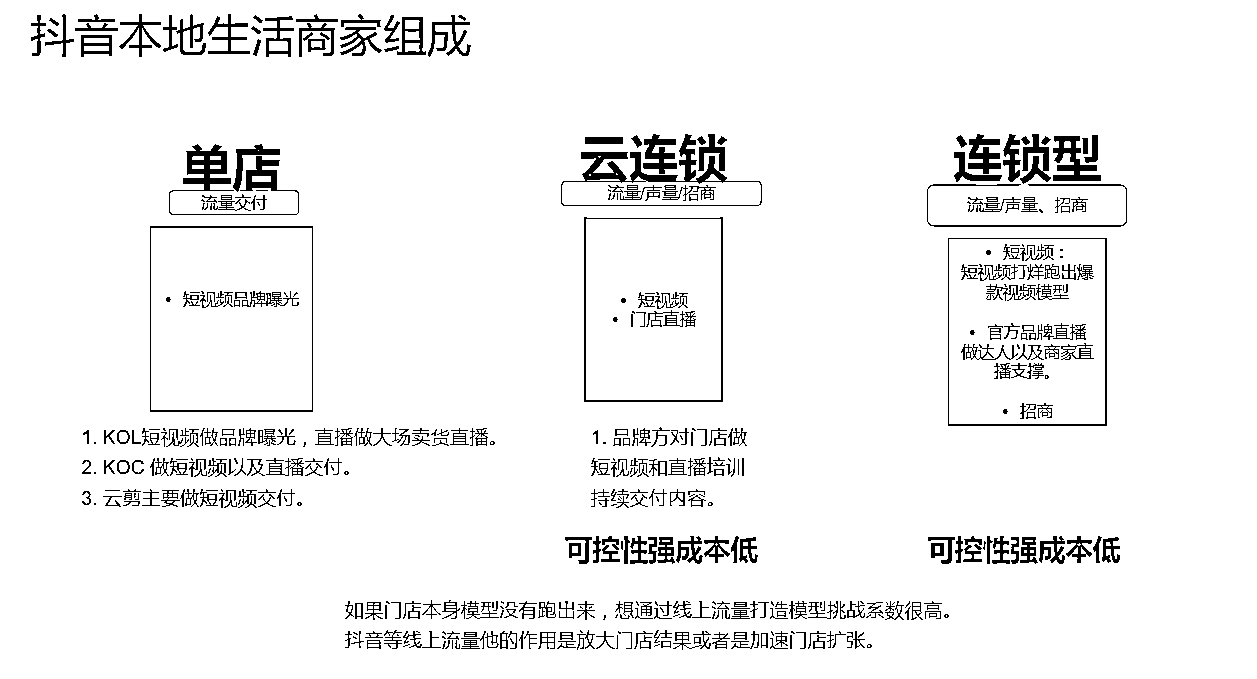 抖音本地生活商家组成
单店
流量交付
• 短视频品牌曝光
1. KOL短视频做品牌曝光，直播做大场卖货直播。
2. KOC 做短视频以及直播交付。
3. 云剪主要做短视频交付。
云连锁
流量/声量/招商
• 短视频
• 门店直播
1. 品牌方对门店做
短视频和直播培训
持续交付内容。
可控性强成本低
连锁型
流量/声量、招商
• 短视频：
短视频打样跑出爆
款视频模型
• 官方品牌直播
做达人以及商家直
播支撑。
• 招商
可控性强成本低
如果门店本身模型没有跑出来，想通过线上流量打造模型挑战系数很高。
抖音等线上流量他的作用是放大门店结果或者是加速门店扩张。